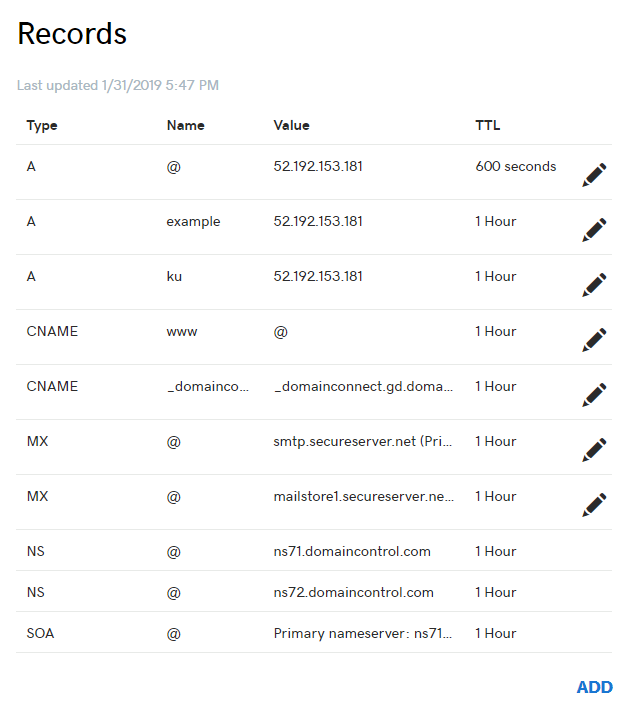 Records
Last updated 1/31/2019 5:47 PM
Type Name Value TTL
A @ 52.192.153.181 600 seconds
A example 52.192.153.181 1 Hour
A ku 52.192.153.181 1 Hour
CNAME www @ 1 Hour
CNAME _domainco... _domainconnect.gd.doma... 1 Hour
MX @ smtp.secureserver.net (Pri... 1 Hour
MX @ mailstore1.secureserver.ne... 1 Hour
NS @ ns71.domaincontrol.com 1 Hour
NS @ ns72.domaincontrol.com 1 Hour
SOA @ Primary nameserver: ns71... 1 Hour
ADD